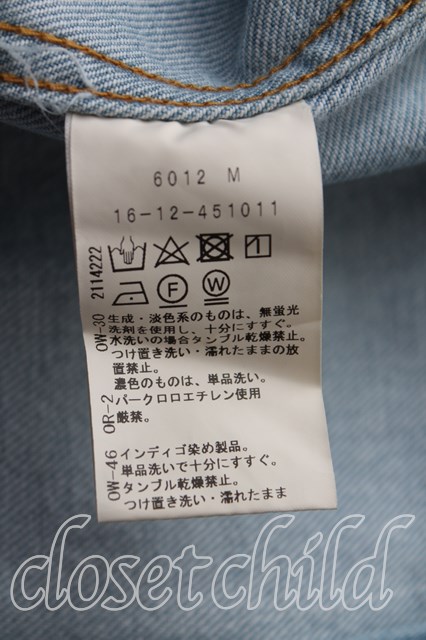 6012 M
16-12-451011
2114222
F
W
OW-30
生成・淡色系のものは、無蛍光
洗剤を使用し、十分にすすぐ。
水洗いの場合タンブル乾燥禁止。
つけ置き洗い・濡れたままの放
置禁止。
濃色のものは、単品洗い。
OR-2
パークロロエチレン使用
厳禁。
OW-46
インディゴ染め製品。
単品洗いで十分にすすぐ。
タンブル乾燥禁止。
つけ置き洗い・濡れたまま
closetchild